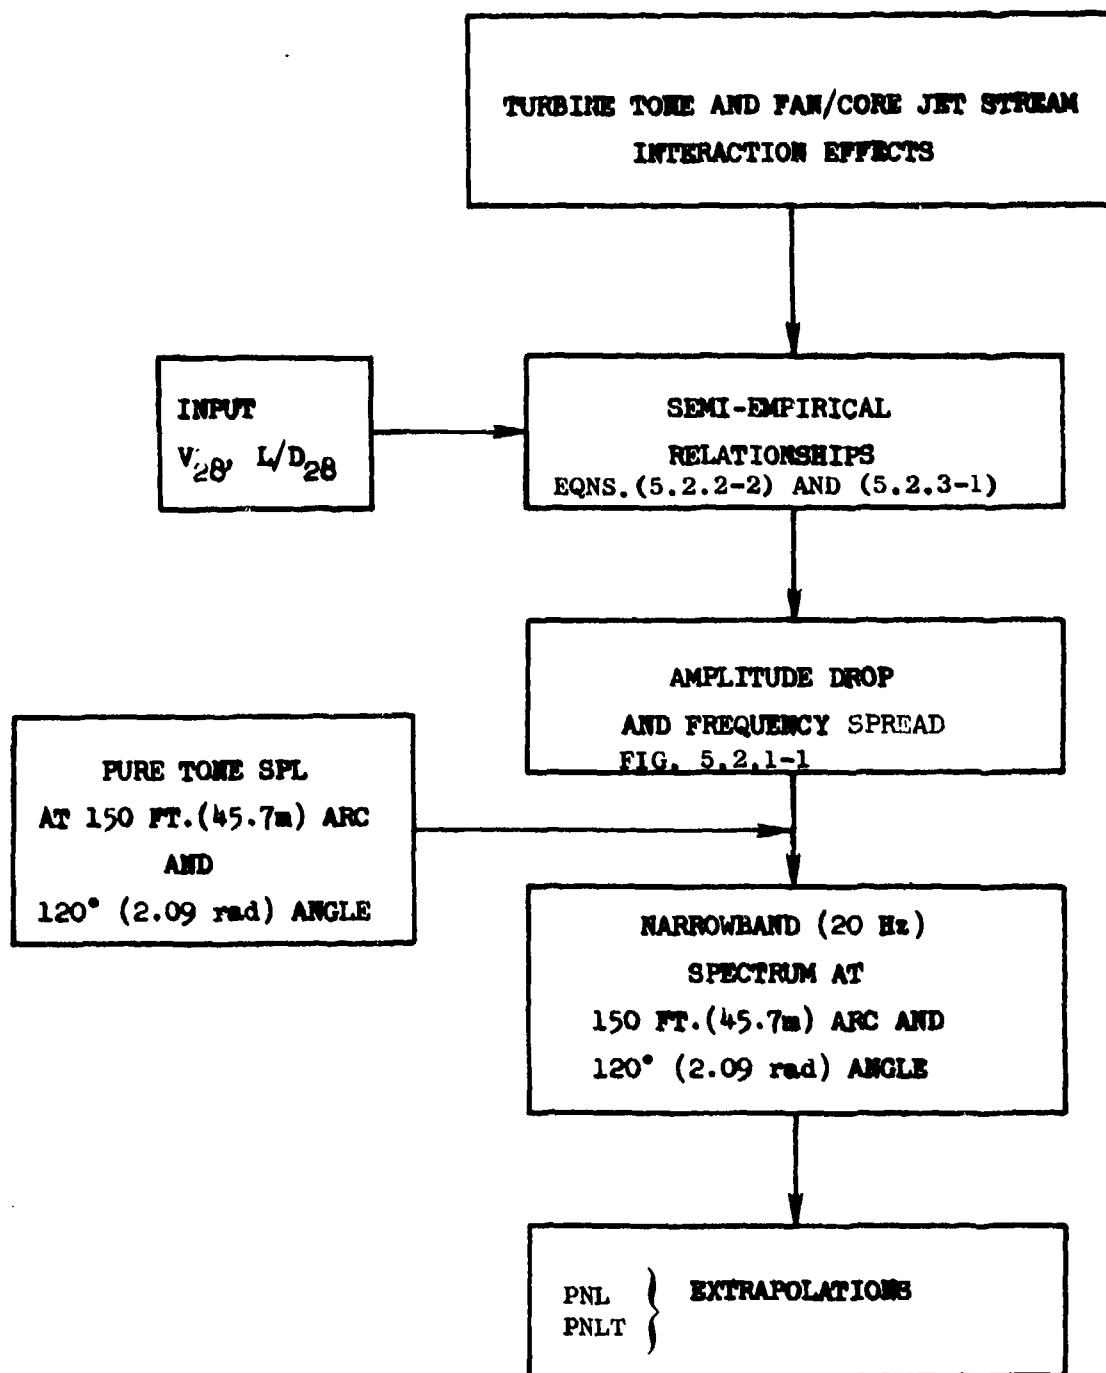 TURBINE TONE AND FAN/CORE JET STREAM
INTERACTION EFFECTS
INPUT
V28, L/D28
SEMI-EMPIRICAL
RELATIONSHIPS
EQNS.(5.2.2-2) AND (5.2.3-1)
AMPLITUDE DROP
AND FREQUENCY SPREAD
FIG. 5.2.1-1
PURE TONE SPL
AT 150 FT.(45.7m) ARC
AND
120° (2.09 rad) ANGLE
NARROWBAND (20 Hz)
SPECTRUM AT
150 FT.(45.7m) ARC AND
120° (2.09 rad) ANGLE
PNL
PNLT
} EXTRAPOLATIONS